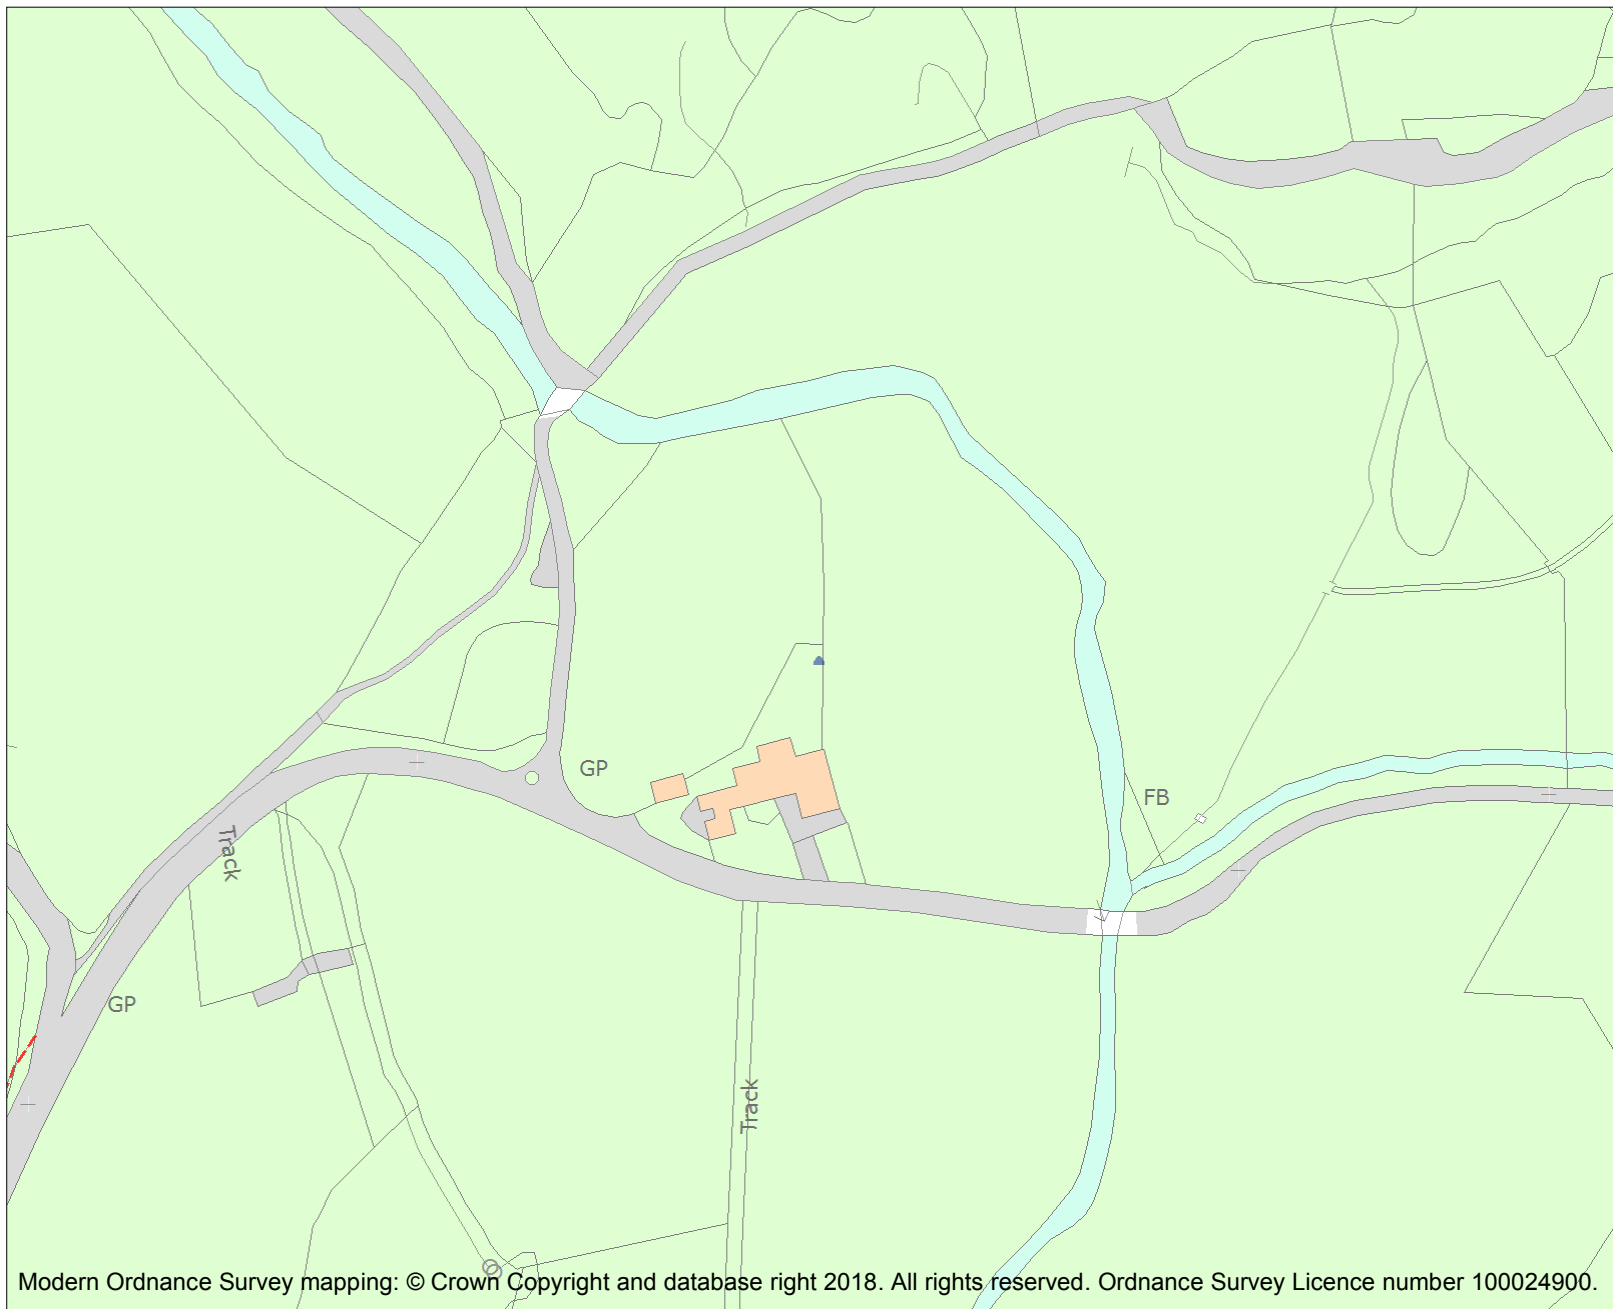 GP
FB
Track
GP
Track
Modern Ordnance Survey mapping: © Crown Copyright and database right 2018. All rights reserved. Ordnance Survey Licence number 100024900.